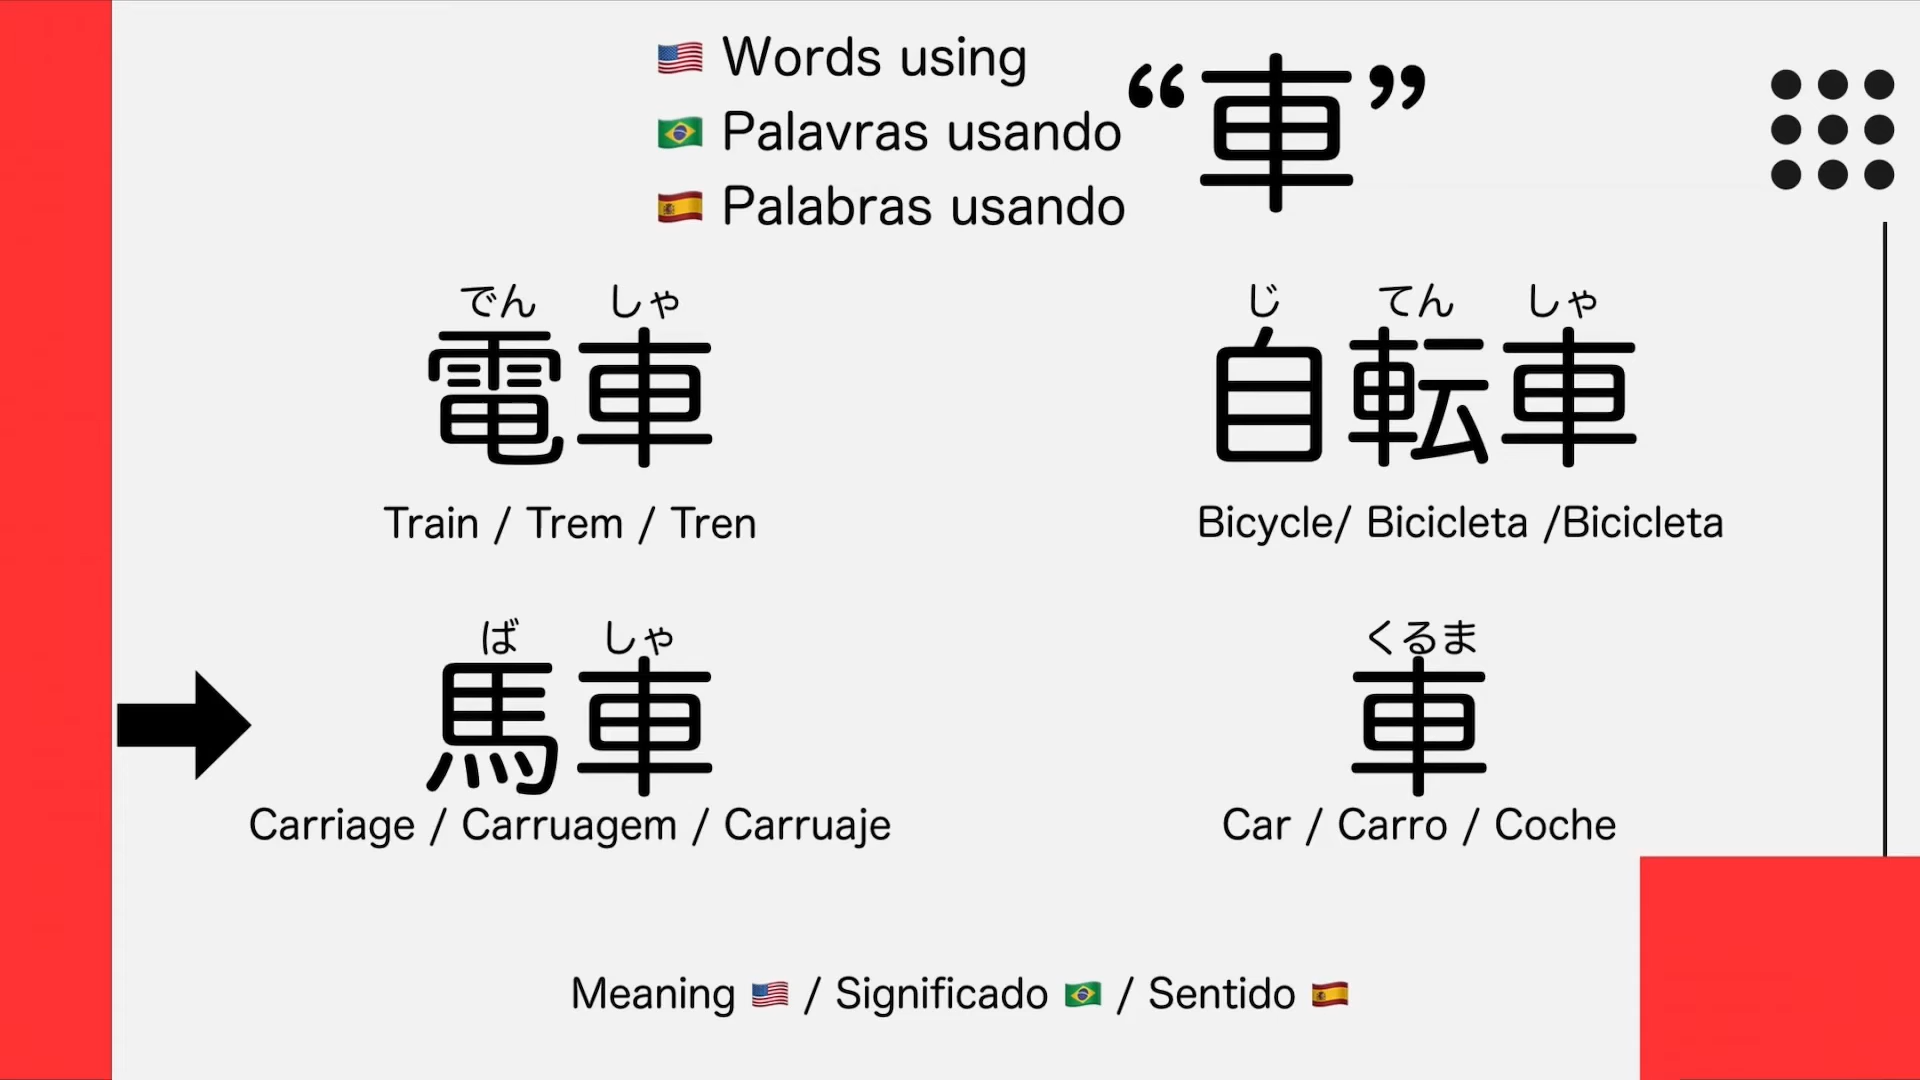 🇺🇸 Words using
🇧🇷 Palavras usando
🇪🇸 Palabras usando
“車”
でん しゃ
電車
Train / Trem / Tren
じ てん しゃ
自転車
Bicycle/ Bicicleta /Bicicleta
ば しゃ
馬車
Carriage / Carruagem / Carruaje
くるま
車
Car / Carro / Coche
Meaning 🇺🇸 / Significado 🇧🇷 / Sentido 🇪🇸